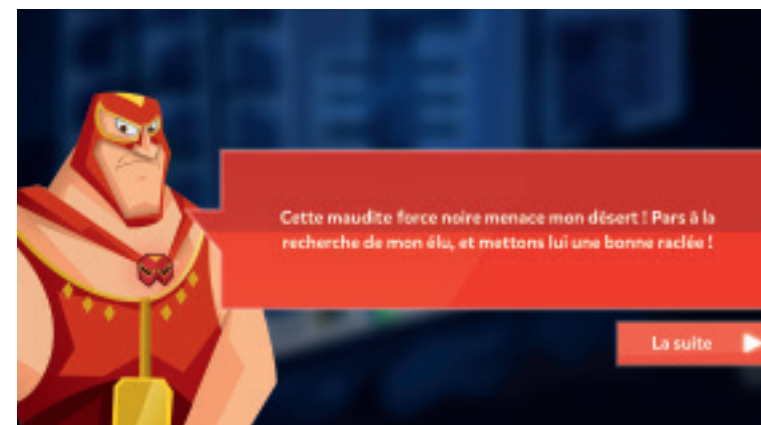 Cette maudite force noire menace mon désert ! Pars à la
recherche de mon élu, et mettons lui une bonne raclée !
La suite